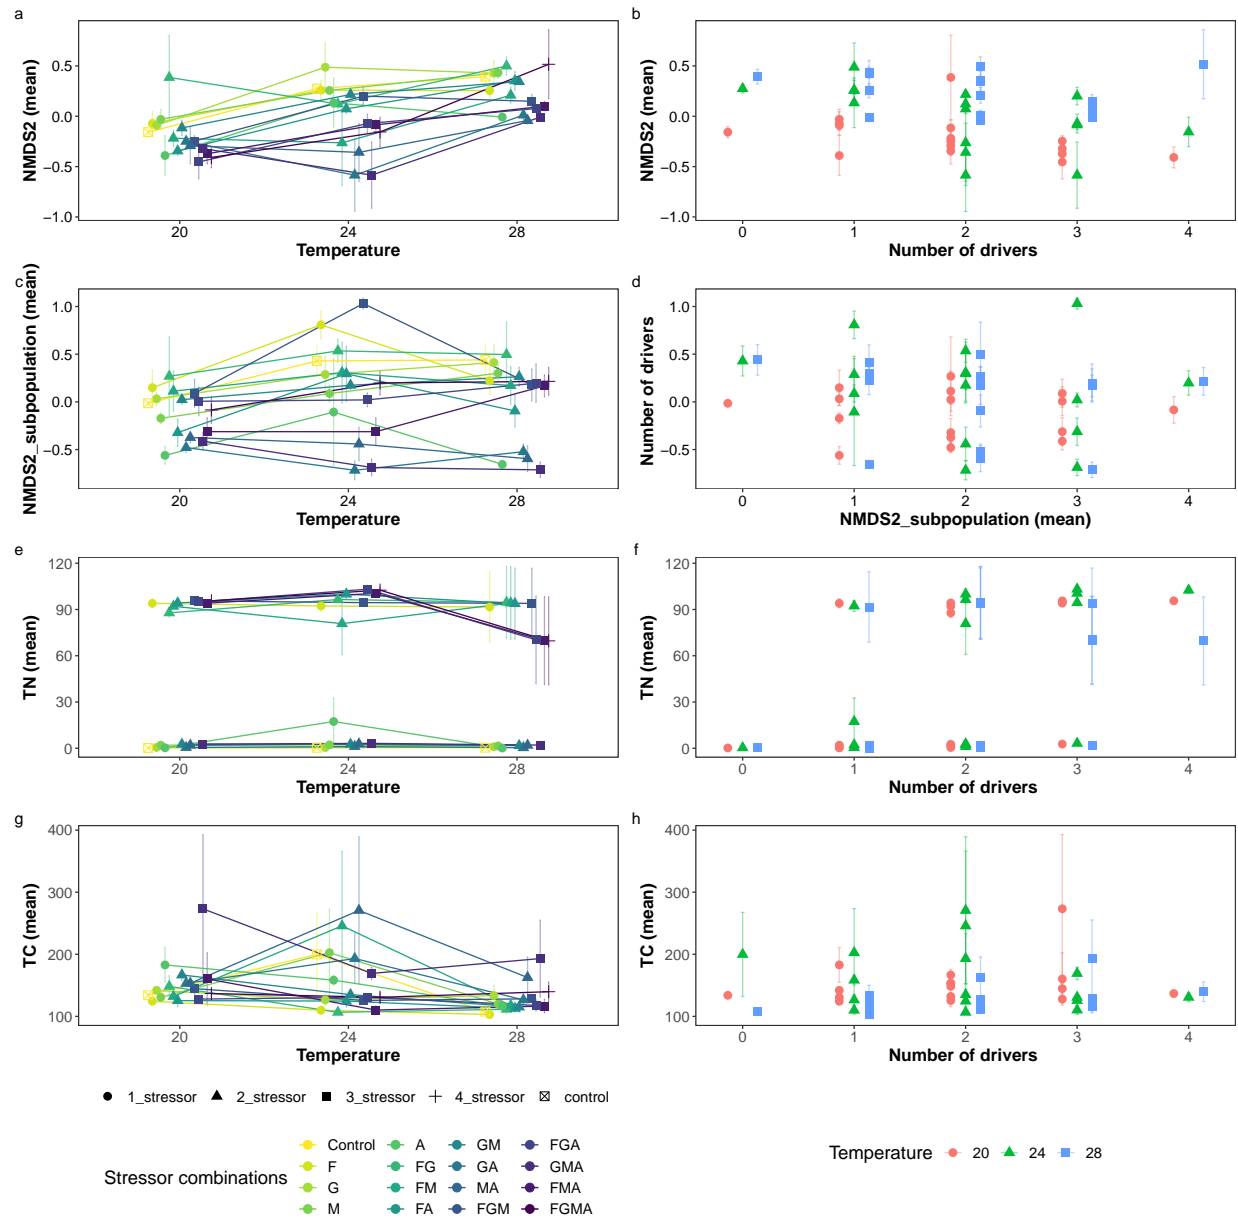 a
b
NMDS2 (mean)
0.5
0.0
−0.5
−1.0
20
24
28
Temperature
NMDS2 (mean)
0.5
0.0
−0.5
−1.0
0
1
2
3
4
Number of drivers
c
d
NMDS2_subpopulation (mean)
1.0
0.5
0.0
−0.5
20
24
28
Temperature
Number of drivers
1.0
0.5
0.0
−0.5
0
1
2
3
4
NMDS2_subpopulation (mean)
e
f
TN (mean)
120
90
60
30
0
20
24
28
Temperature
TN (mean)
120
90
60
30
0
0
1
2
3
4
Number of drivers
g
h
TC (mean)
400
300
200
100
20
24
28
Temperature
TC (mean)
400
300
200
100
0
1
2
3
4
Number of drivers
1_stressor 2_stressor 3_stressor 4_stressor control
Stressor combinations
Control A GM FGA
F FG GA GMA
G FM MA FMA
M FA FGM FGMA
Temperature 20 24 28